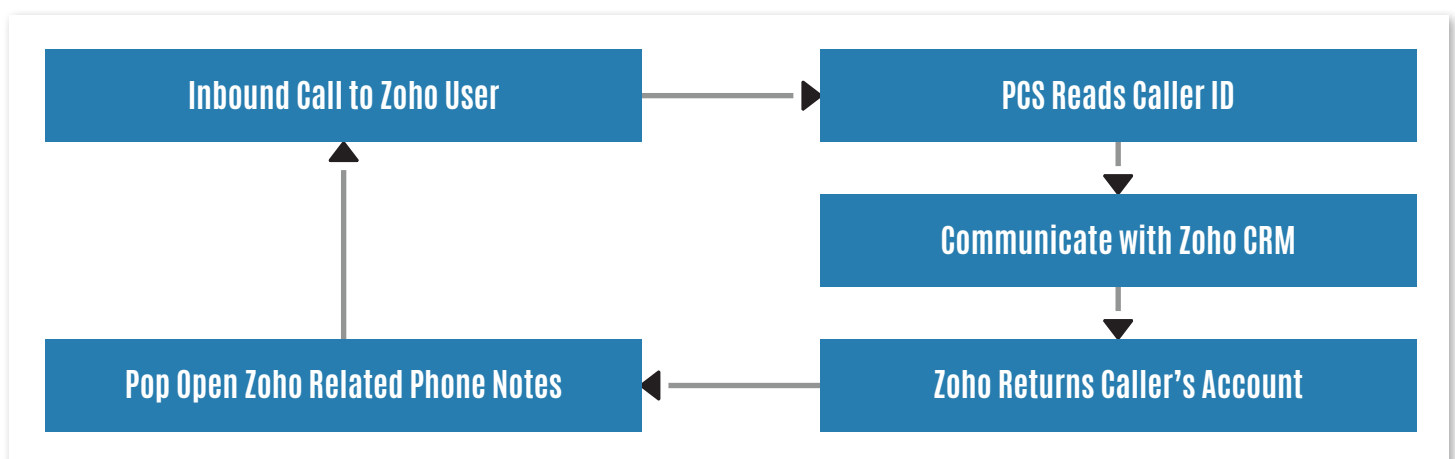 Inbound Call to Zoho User
PCS Reads Caller ID
Communicate with Zoho CRM
Zoho Returns Caller’s Account
Pop Open Zoho Related Phone Notes